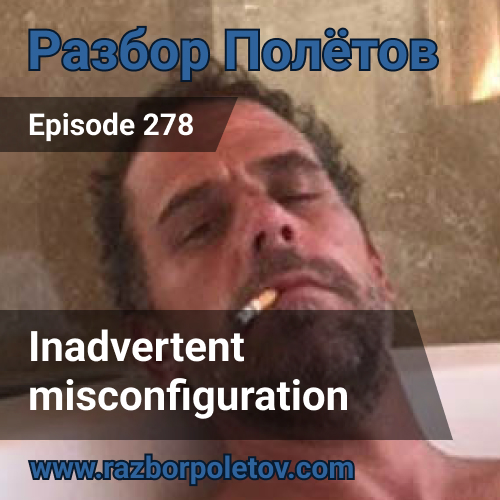 Разбор Полётов
Episode 278
Inadvertent
misconfiguration
www.razborpoletov.com